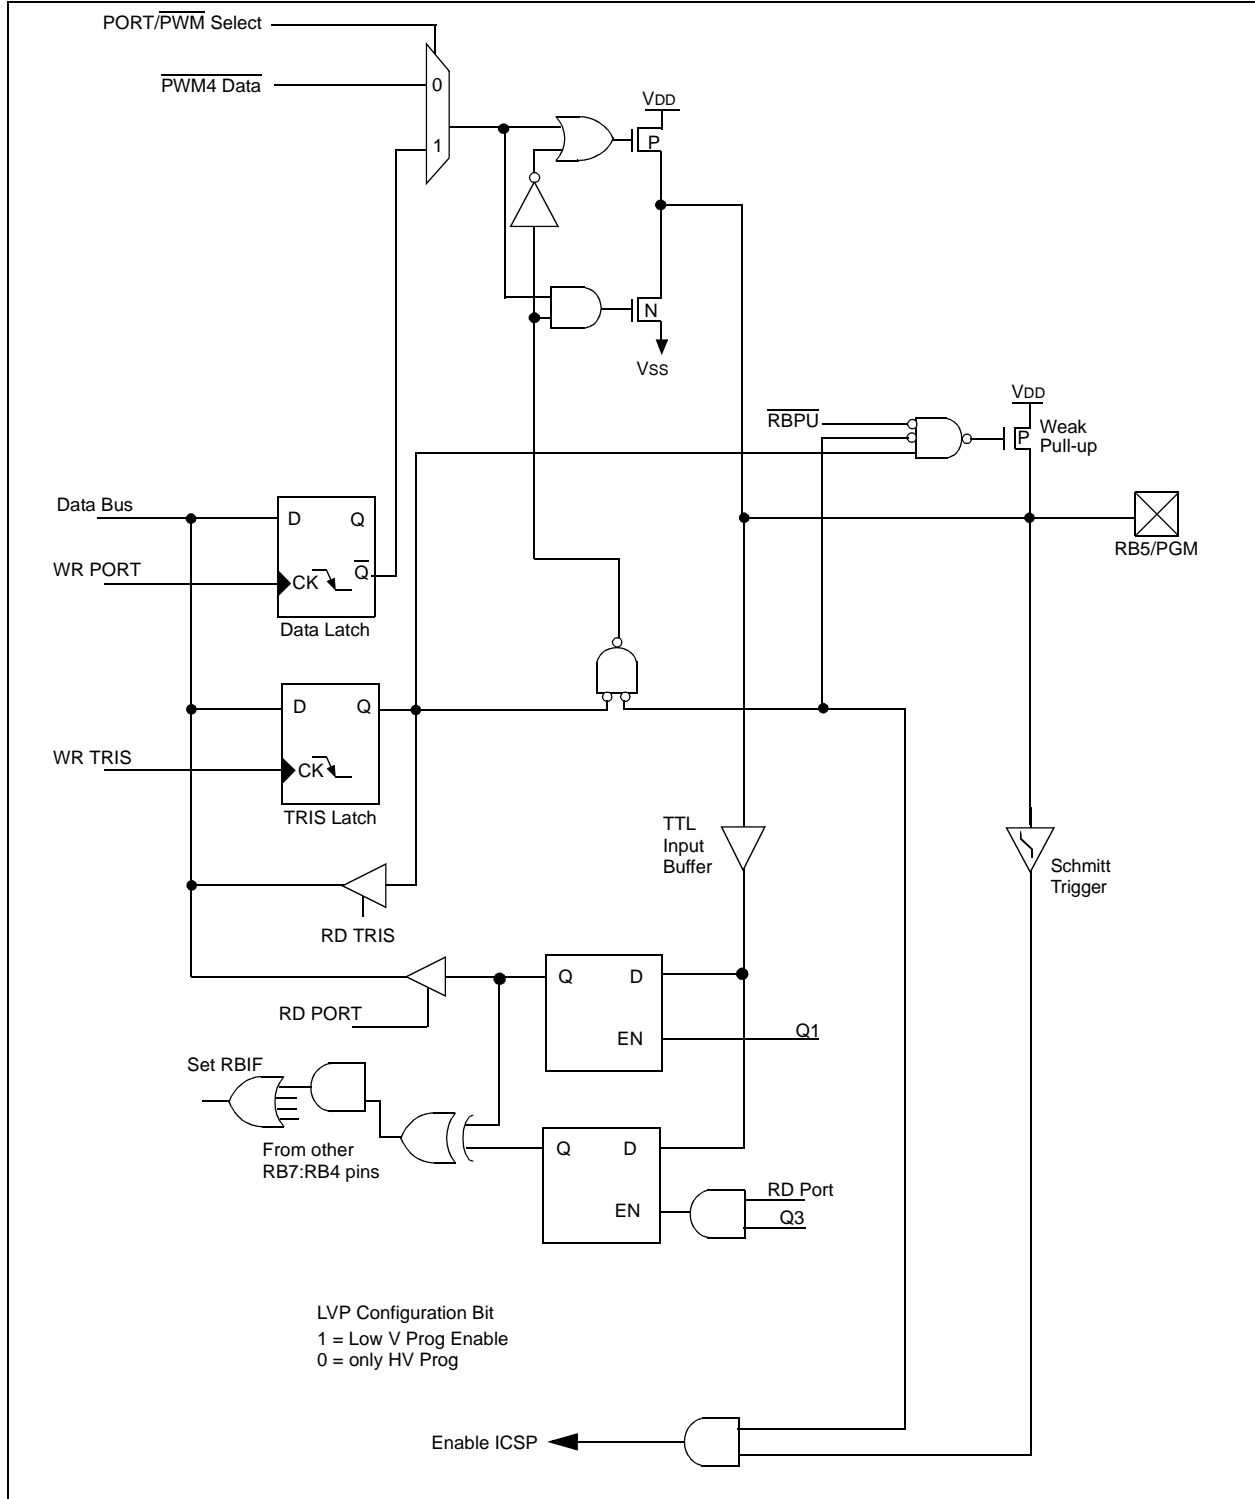 PORT/PWM Select
PWM4 Data
0
1
VDD
P
N
VSS
RBPU
VDD
P
Weak
Pull-up
RB5/PGM
Data Bus
D
Q
WR PORT
CK
Q
Data Latch
D
Q
WR TRIS
CK
TRIS Latch
TTL
Input
Buffer
Schmitt
Trigger
RD TRIS
Q
D
RD PORT
EN
Q1
Set RBIF
From other
RB7:RB4 pins
Q
D
EN
RD Port
Q3
LVP Configuration Bit
1 = Low V Prog Enable
0 = only HV Prog
Enable ICSP